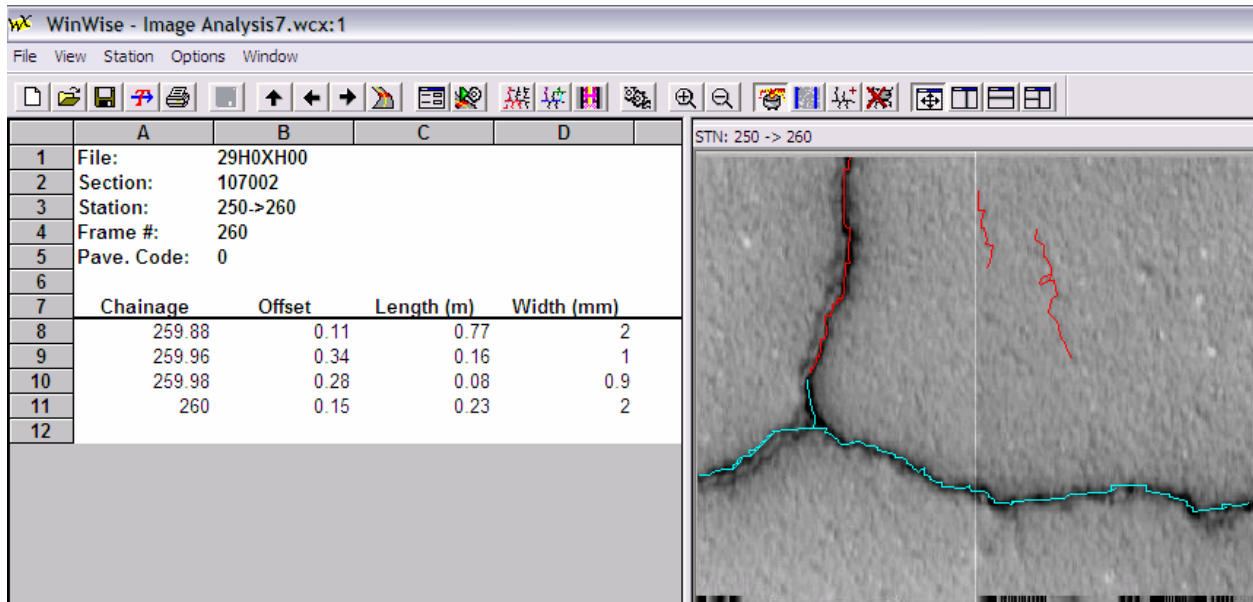 WX WinWise - Image Analysis7.wcx:1
File View Station Options Window
A B C D
1 File: 29H0XH00
2 Section: 107002
3 Station: 250->260
4 Frame #: 260
5 Pave. Code: 0
6
7 Chainage Offset Length (m) Width (mm)
8 259.88 0.11 0.77 2
9 259.96 0.34 0.16 1
10 259.98 0.28 0.08 0.9
11 260 0.15 0.23 2
12
STN: 250 -> 260